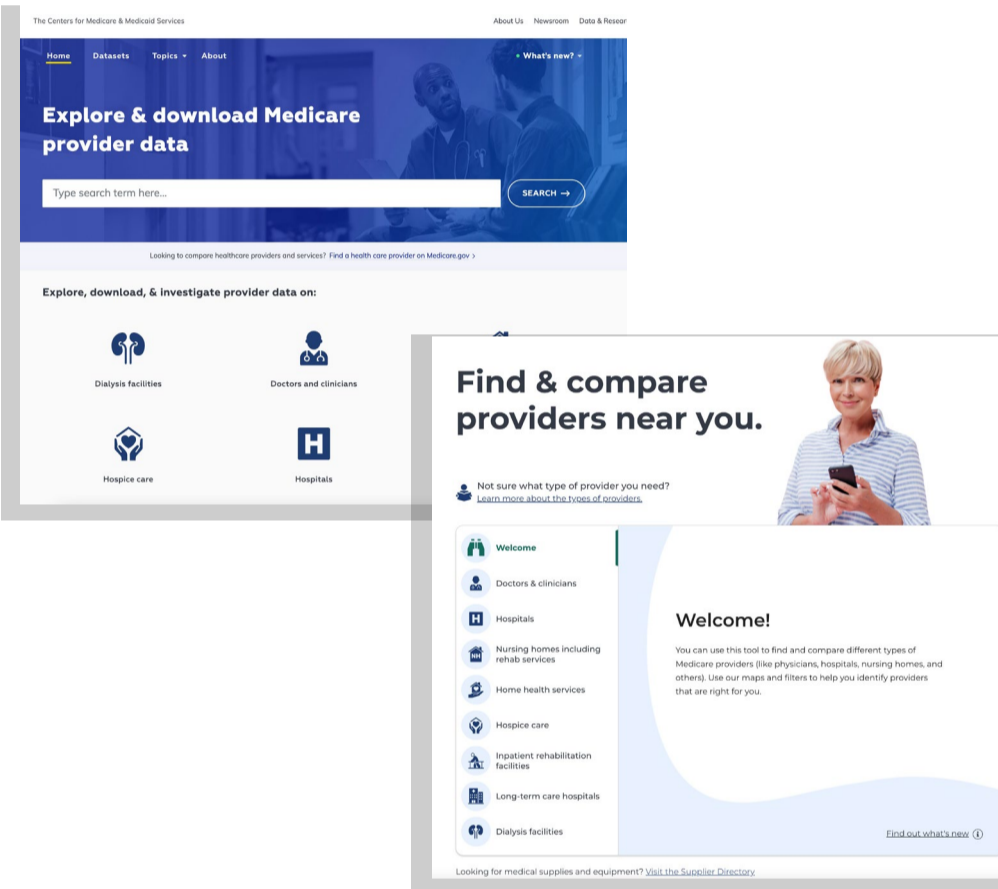 The Centers for Medicare & Medicaid Services
About Us Newsroom Data & Resear
Home Datasets Topics About What's new?
Explore & download Medicare
provider data
Type search term here...
SEARCH →
Looking to compare healthcare providers and services? Find a health care provider on Medicare.gov >
Explore, download, & investigate provider data on:
Dialysis facilities
Doctors and clinicians
H
Hospice care
Hospitals
Find & compare
providers near you.
Not sure what type of provider you need?
Learn more about the types of providers.
Welcome
Doctors & clinicians
H
Hospitals
NH
Nursing homes including
rehab services
Home health services
Hospice care
Inpatient rehabilitation
facilities
Long-term care hospitals
Dialysis facilities
Welcome!
You can use this tool to find and compare different types of
Medicare providers (like physicians, hospitals, nursing homes, and
others). Use our maps and filters to help you identify providers
that are right for you.
Find out what's new
Looking for medical supplies and equipment? Visit the Supplier Directory